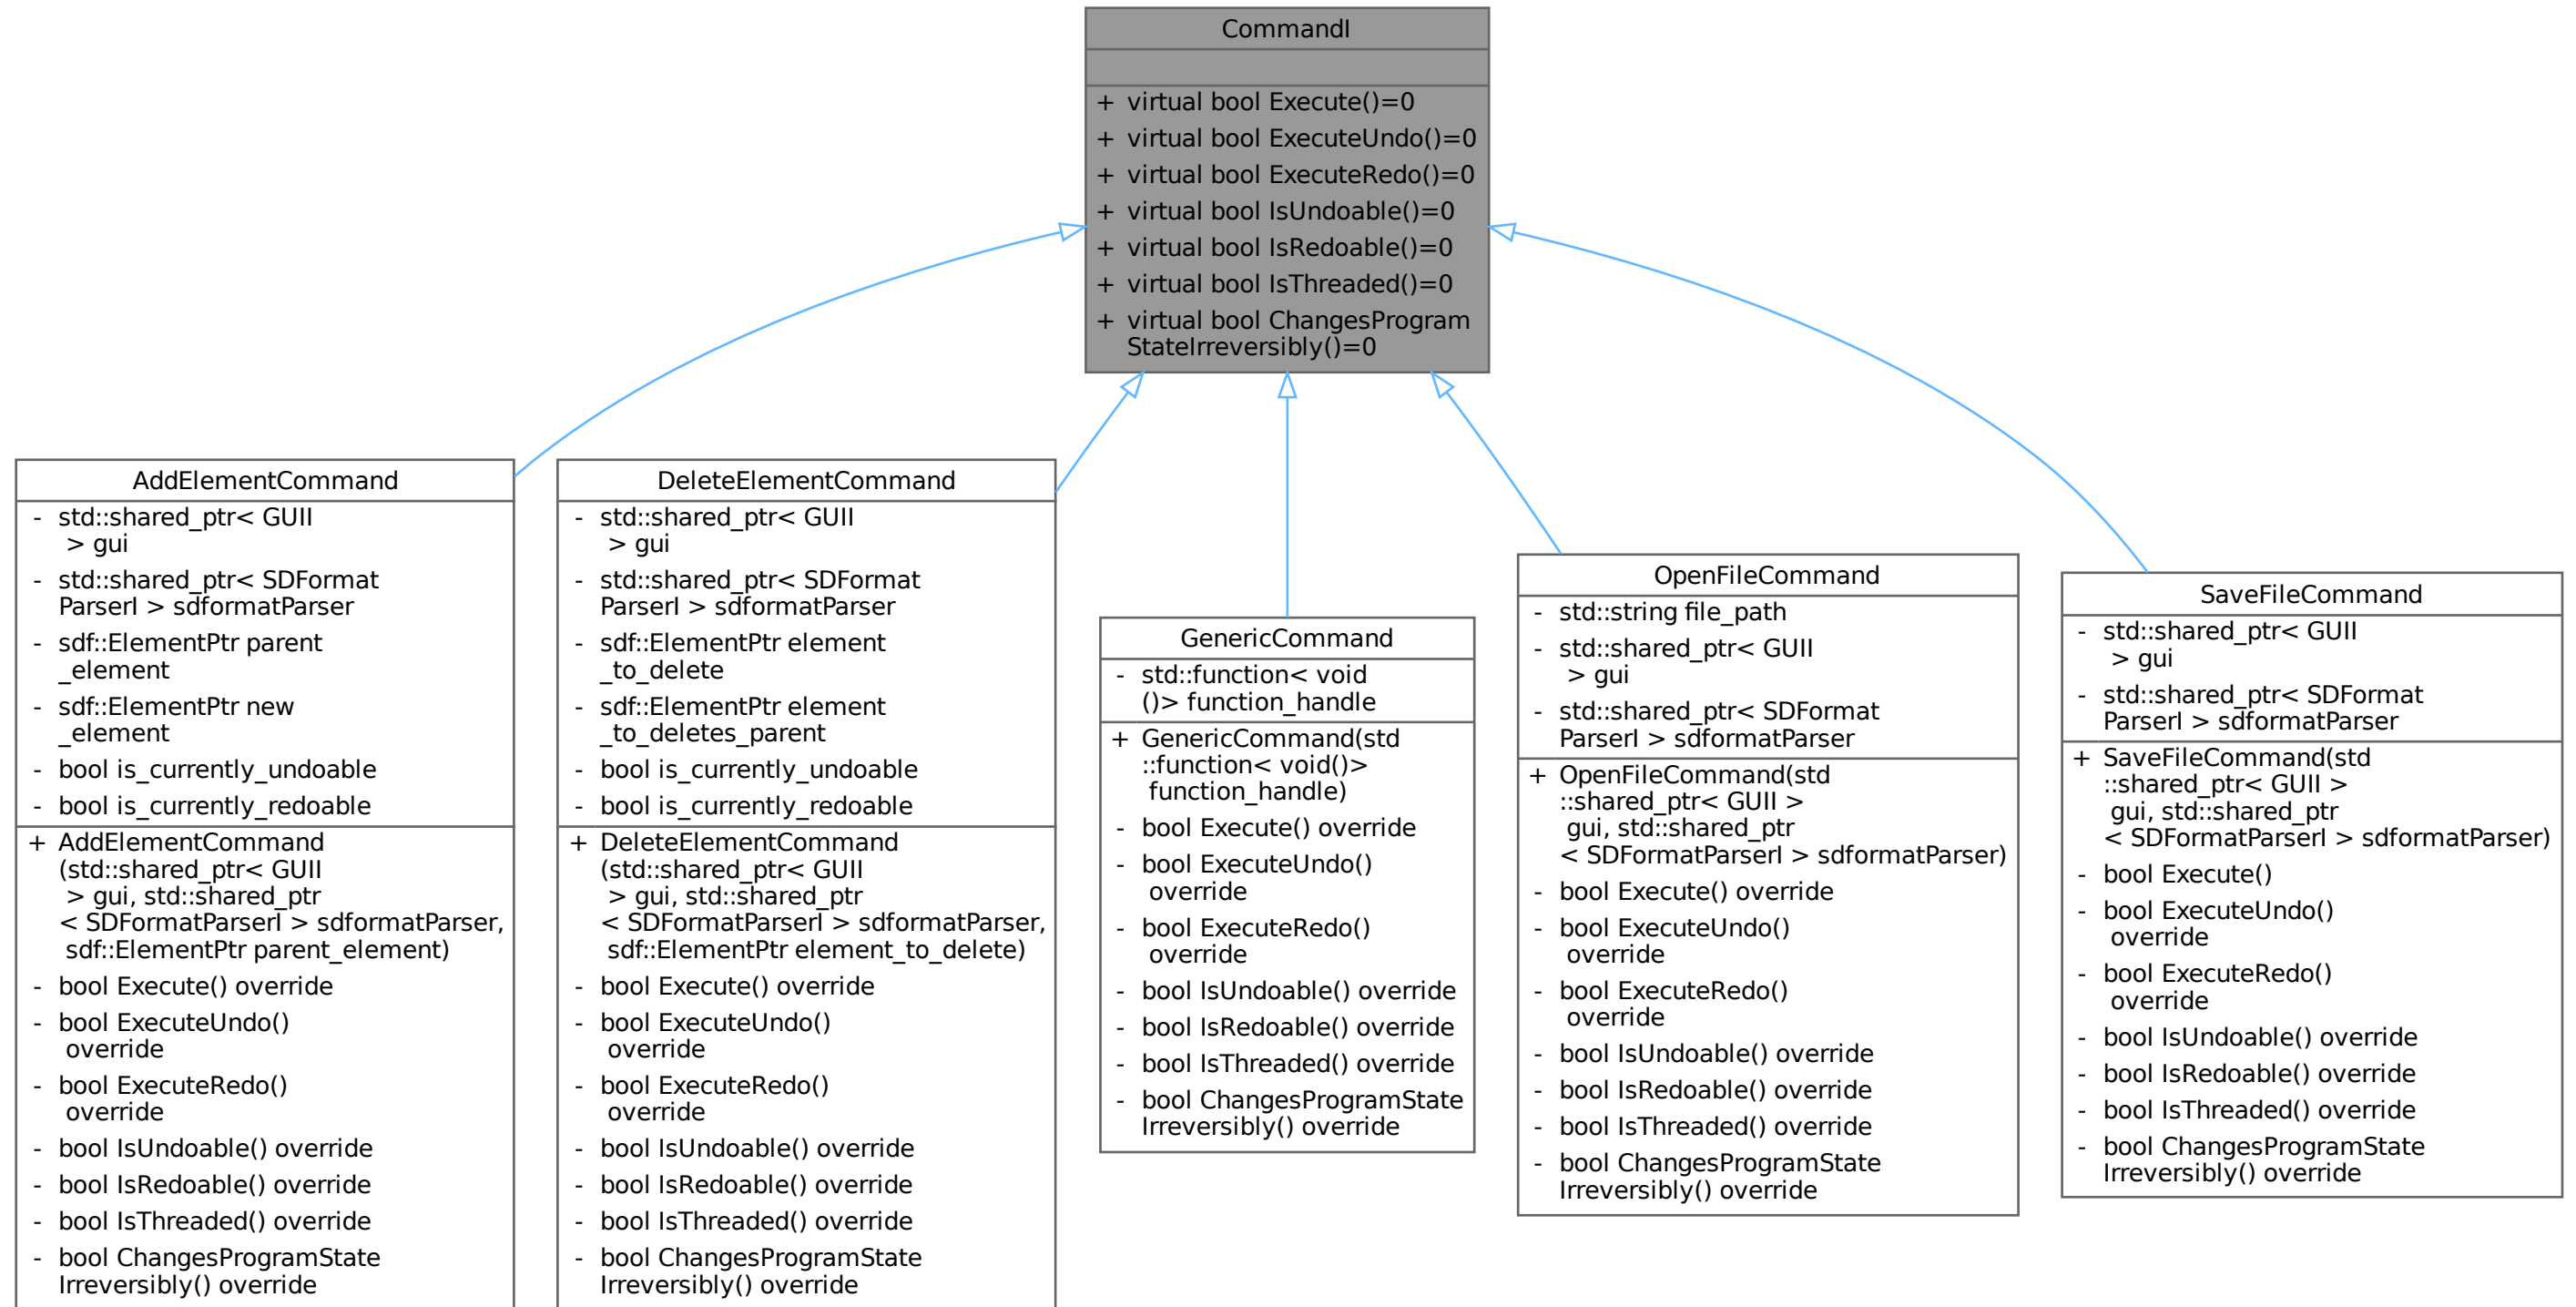 CommandI
+ virtual bool Execute()=0
+ virtual bool ExecuteUndo()=0
+ virtual bool ExecuteRedo()=0
+ virtual bool IsUndoable()=0
+ virtual bool IsRedoable()=0
+ virtual bool IsThreaded()=0
+ virtual bool ChangesProgram
StateIrreversibly()=0
AddElementCommand
- std::shared_ptr< GUII
> gui
- std::shared_ptr< SDFormat
ParserI > sdformatParser
- sdf::ElementPtr parent
_element
- sdf::ElementPtr new
_element
- bool is_currently_undoable
- bool is_currently_redoable
+ AddElementCommand
(std::shared_ptr< GUII
> gui, std::shared_ptr
< SDFormatParserI > sdformatParser,
sdf::ElementPtr parent_element)
- bool Execute() override
- bool ExecuteUndo()
override
- bool ExecuteRedo()
override
- bool IsUndoable() override
- bool IsRedoable() override
- bool IsThreaded() override
- bool ChangesProgramState
Irreversibly() override
DeleteElementCommand
- std::shared_ptr< GUII
> gui
- std::shared_ptr< SDFormat
ParserI > sdformatParser
- sdf::ElementPtr element
_to_delete
- sdf::ElementPtr element
_to_deletes_parent
- bool is_currently_undoable
- bool is_currently_redoable
+ DeleteElementCommand
(std::shared_ptr< GUII
> gui, std::shared_ptr
< SDFormatParserI > sdformatParser,
sdf::ElementPtr element_to_delete)
- bool Execute() override
- bool ExecuteUndo()
override
- bool ExecuteRedo()
override
- bool IsUndoable() override
- bool IsRedoable() override
- bool IsThreaded() override
- bool ChangesProgramState
Irreversibly() override
GenericCommand
- std::function< void
()> function_handle
+ GenericCommand(std
::function< void()>
function_handle)
- bool Execute() override
- bool ExecuteUndo()
override
- bool ExecuteRedo()
override
- bool IsUndoable() override
- bool IsRedoable() override
- bool IsThreaded() override
- bool ChangesProgramState
Irreversibly() override
OpenFileCommand
- std::string file_path
- std::shared_ptr< GUII
> gui
- std::shared_ptr< SDFormat
ParserI > sdformatParser
+ OpenFileCommand(std
::shared_ptr< GUII >
gui, std::shared_ptr
< SDFormatParserI > sdformatParser)
- bool Execute() override
- bool ExecuteUndo()
override
- bool ExecuteRedo()
override
- bool IsUndoable() override
- bool IsRedoable() override
- bool IsThreaded() override
- bool ChangesProgramState
Irreversibly() override
SaveFileCommand
- std::shared_ptr< GUII
> gui
- std::shared_ptr< SDFormat
ParserI > sdformatParser
+ SaveFileCommand(std
::shared_ptr< GUII >
gui, std::shared_ptr
< SDFormatParserI > sdformatParser)
- bool Execute()
- bool ExecuteUndo()
override
- bool ExecuteRedo()
override
- bool IsUndoable() override
- bool IsRedoable() override
- bool IsThreaded() override
- bool ChangesProgramState
Irreversibly() override